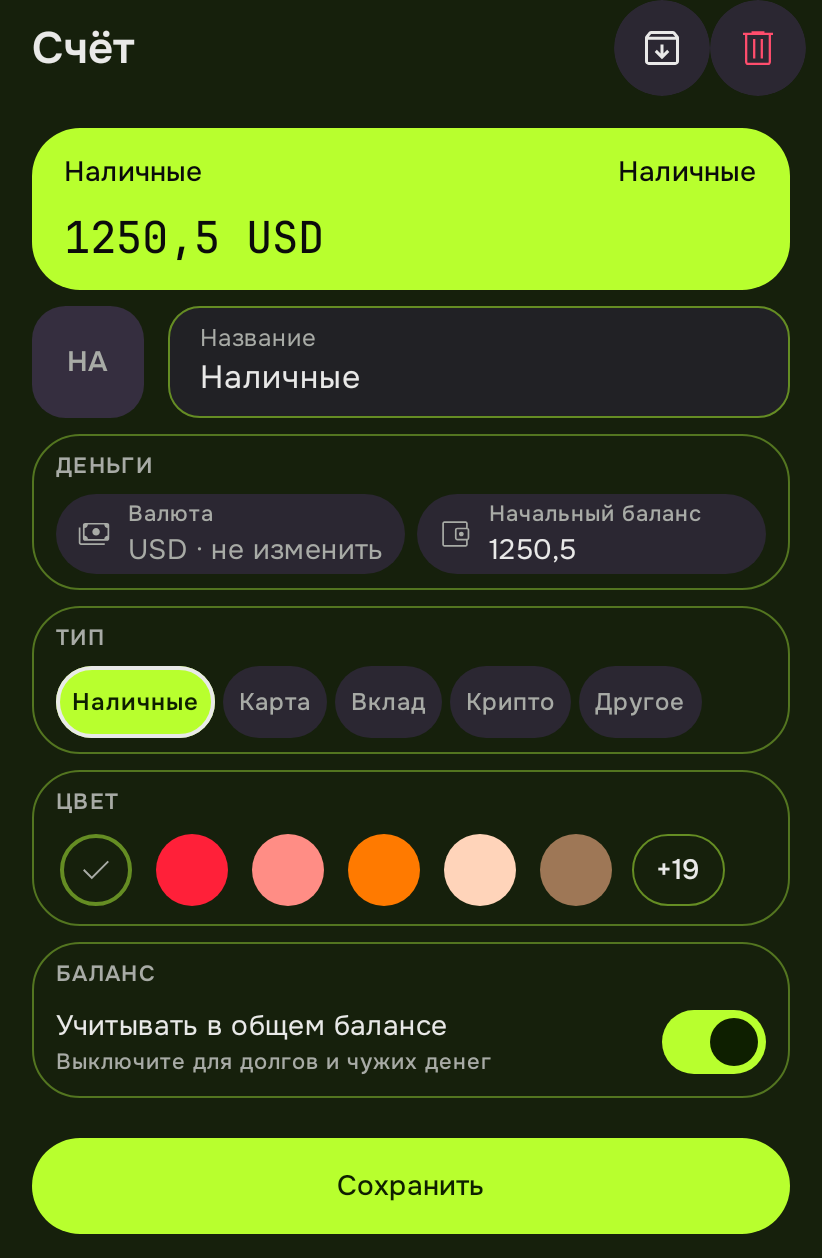 Счёт
Наличные Наличные
1250,5 USD
НА
Название
Наличные
ДЕНЬГИ
Валюта
USD · не изменить
Начальный баланс
1250,5
ТИП
Наличные Карта Вклад Крипто Другое
ЦВЕТ
+19
БАЛАНС
Учитывать в общем балансе
Выключите для долгов и чужих денег
Сохранить